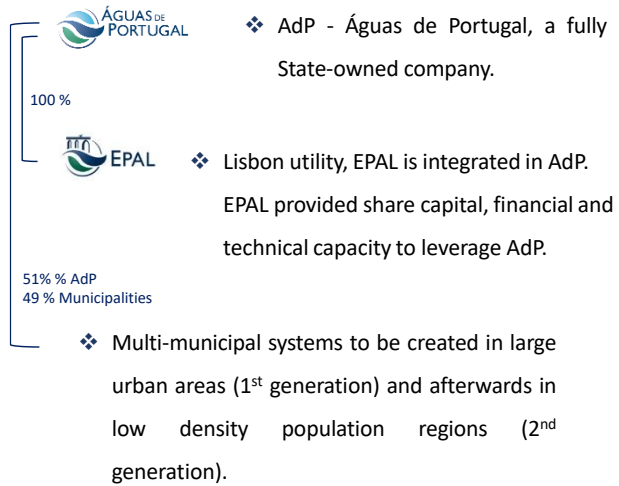 ÁGUAS DE
PORTUGAL
❖ AdP - Águas de Portugal, a fully
State-owned company.
100 %
EPAL
❖ Lisbon utility, EPAL is integrated in AdP.
EPAL provided share capital, financial and
technical capacity to leverage AdP.
51% % AdP
49 % Municipalities
❖ Multi-municipal systems to be created in large
urban areas (1st generation) and afterwards in
low density population regions (2nd
generation).